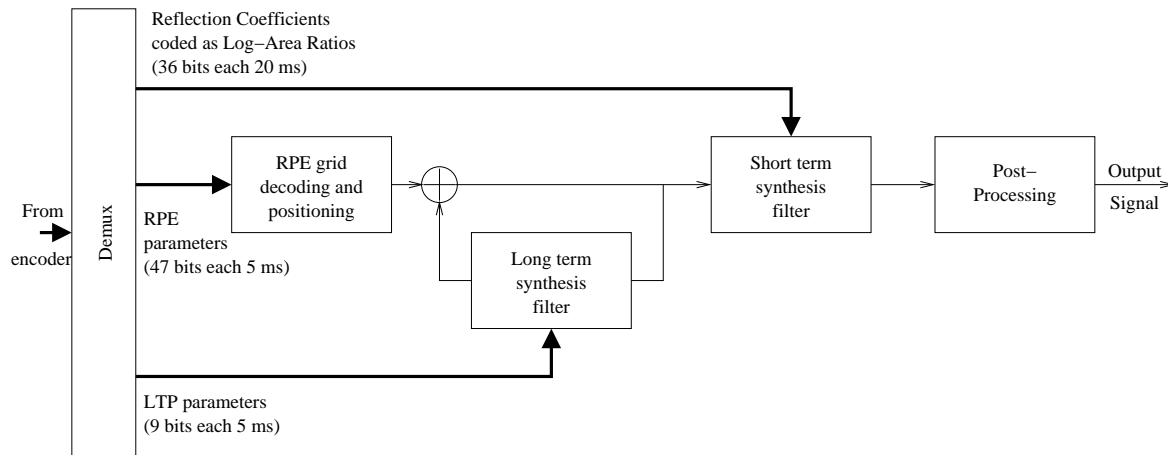 Reflection Coefficients
coded as Log−Area Ratios
(36 bits each 20 ms)
From
encoder
Demux
RPE grid
decoding and
positioning
RPE
parameters
(47 bits each 5 ms)
Long term
synthesis
filter
Short term
synthesis
filter
Post−
Processing
Output
Signal
LTP parameters
(9 bits each 5 ms)